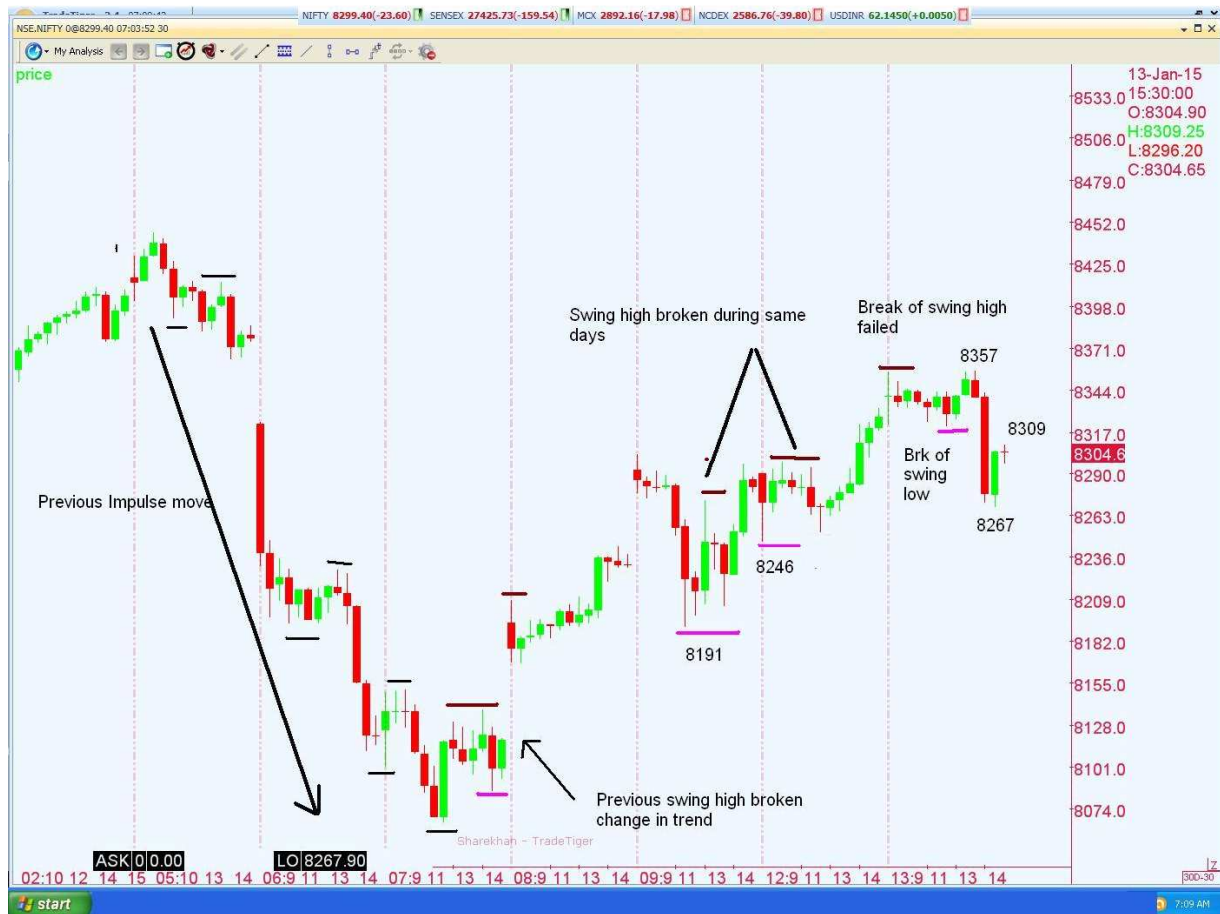 NIFTY 8299.40(-23.60) SENSEX 27425.73(-159.54) MCX 2892.16(-17.98) NCDEX 2586.76(-39.80) USDINR 62.1450(+0.0050)
NSE.NIFTY 0@8299.40 07:03:52 30
My Analysis
price
13-Jan-15
15:30:00
O:8304.90
H:8309.25
L:8296.20
C:8304.65
8533.0
8506.0
8479.0
8452.0
8425.0
8398.0
8371.0
8344.0
8317.0
8304.6
8290.0
8263.0
8236.0
8209.0
8182.0
8155.0
8128.0
8101.0
8074.0
Swing high broken during same
days
Break of swing high
failed
8357
8309
Brk of
swing
low
8267
Previous Impulse move
8246
8191
Previous swing high broken
change in trend
Sharekhan - TradeTiger
ASK 0 0.00
LO 8267.90
02:10 12 14 15 05:10 13 14 06:9 11 13 14 07:9 11 13 14 08:9 11 13 14 09:9 11 13 14 12:9 11 13 14 13:9 11 13 14
30D-30
start
7:09 AM